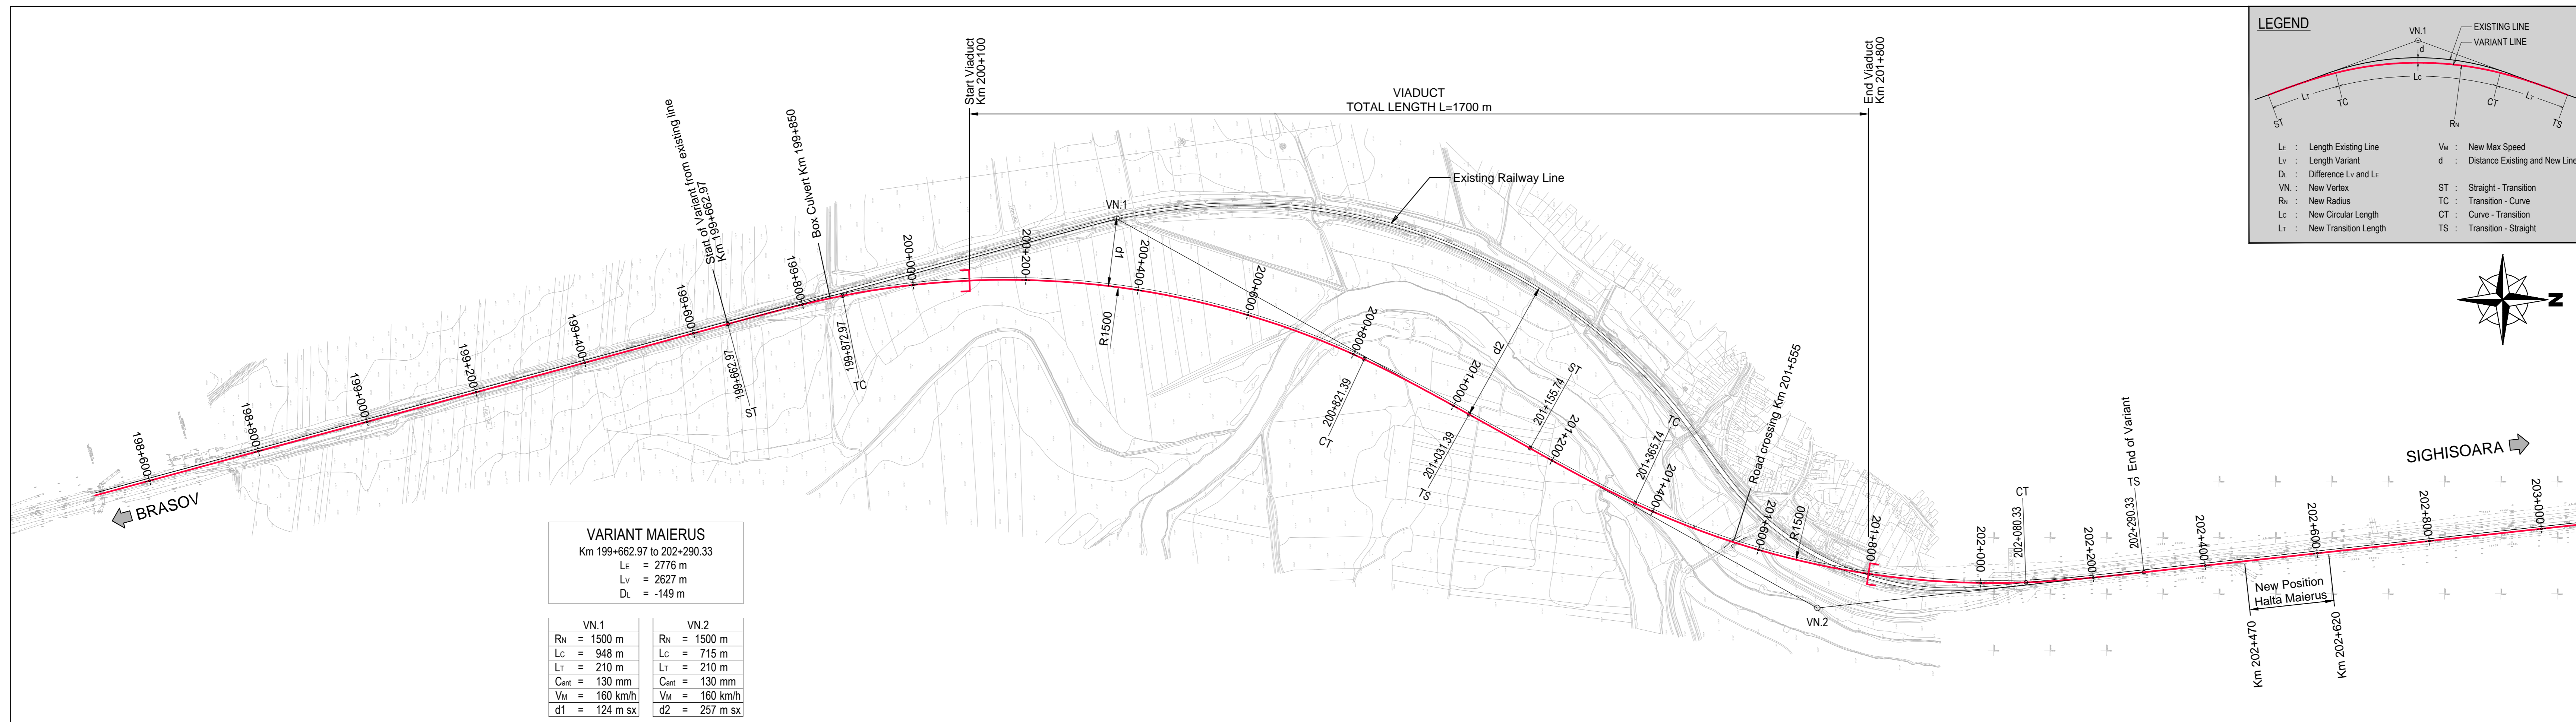 LEGEND
VN.1
EXISTING LINE
VARIANT LINE
d
LC
LT
LT
TC
CT
ST
RN
TS
LE : Length Existing Line
LV : Length Variant
DL : Difference LV and LE
VN. : New Vertex
RN : New Radius
LC : New Circular Length
LT : New Transition Length
VM : New Max Speed
d : Distance Existing and New Line
ST : Straight - Transition
TC : Transition - Curve
CT : Curve - Transition
TS : Transition - Straight
N
Start Viaduct
Km 200+100
VIADUCT
TOTAL LENGTH L=1700 m
End Viaduct
Km 201+800
Start of Variant from existing line
Km 199+662.97
Box Culvert Km 199+850
Existing Railway Line
VN.1
d1
R1500
d2
198+600
198+800
199+000
199+200
199+400
199+600
199+800
200+000
200+200
200+400
200+600
200+800
201+000
201+200
201+400
201+600
201+800
202+000
202+200
202+400
202+600
202+800
203+000
199+662.97
ST
199+872.97
TC
200+821.39
CT
201+031.39
TS
201+155.74
ST
201+365.74
TC
Road crossing Km 201+555
R1500
VN.2
CT
202+080.33
TS End of Variant
202+290.33
BRASOV
SIGHISOARA
New Position
Halta Maierus
Km 202+470
Km 202+620
VARIANT MAIERUS
Km 199+662.97 to 202+290.33
LE = 2776 m
LV = 2627 m
DL = -149 m
VN.1
RN = 1500 m
LC = 948 m
LT = 210 m
Cant = 130 mm
VM = 160 km/h
d1 = 124 m sx
VN.2
RN = 1500 m
LC = 715 m
LT = 210 m
Cant = 130 mm
VM = 160 km/h
d2 = 257 m sx